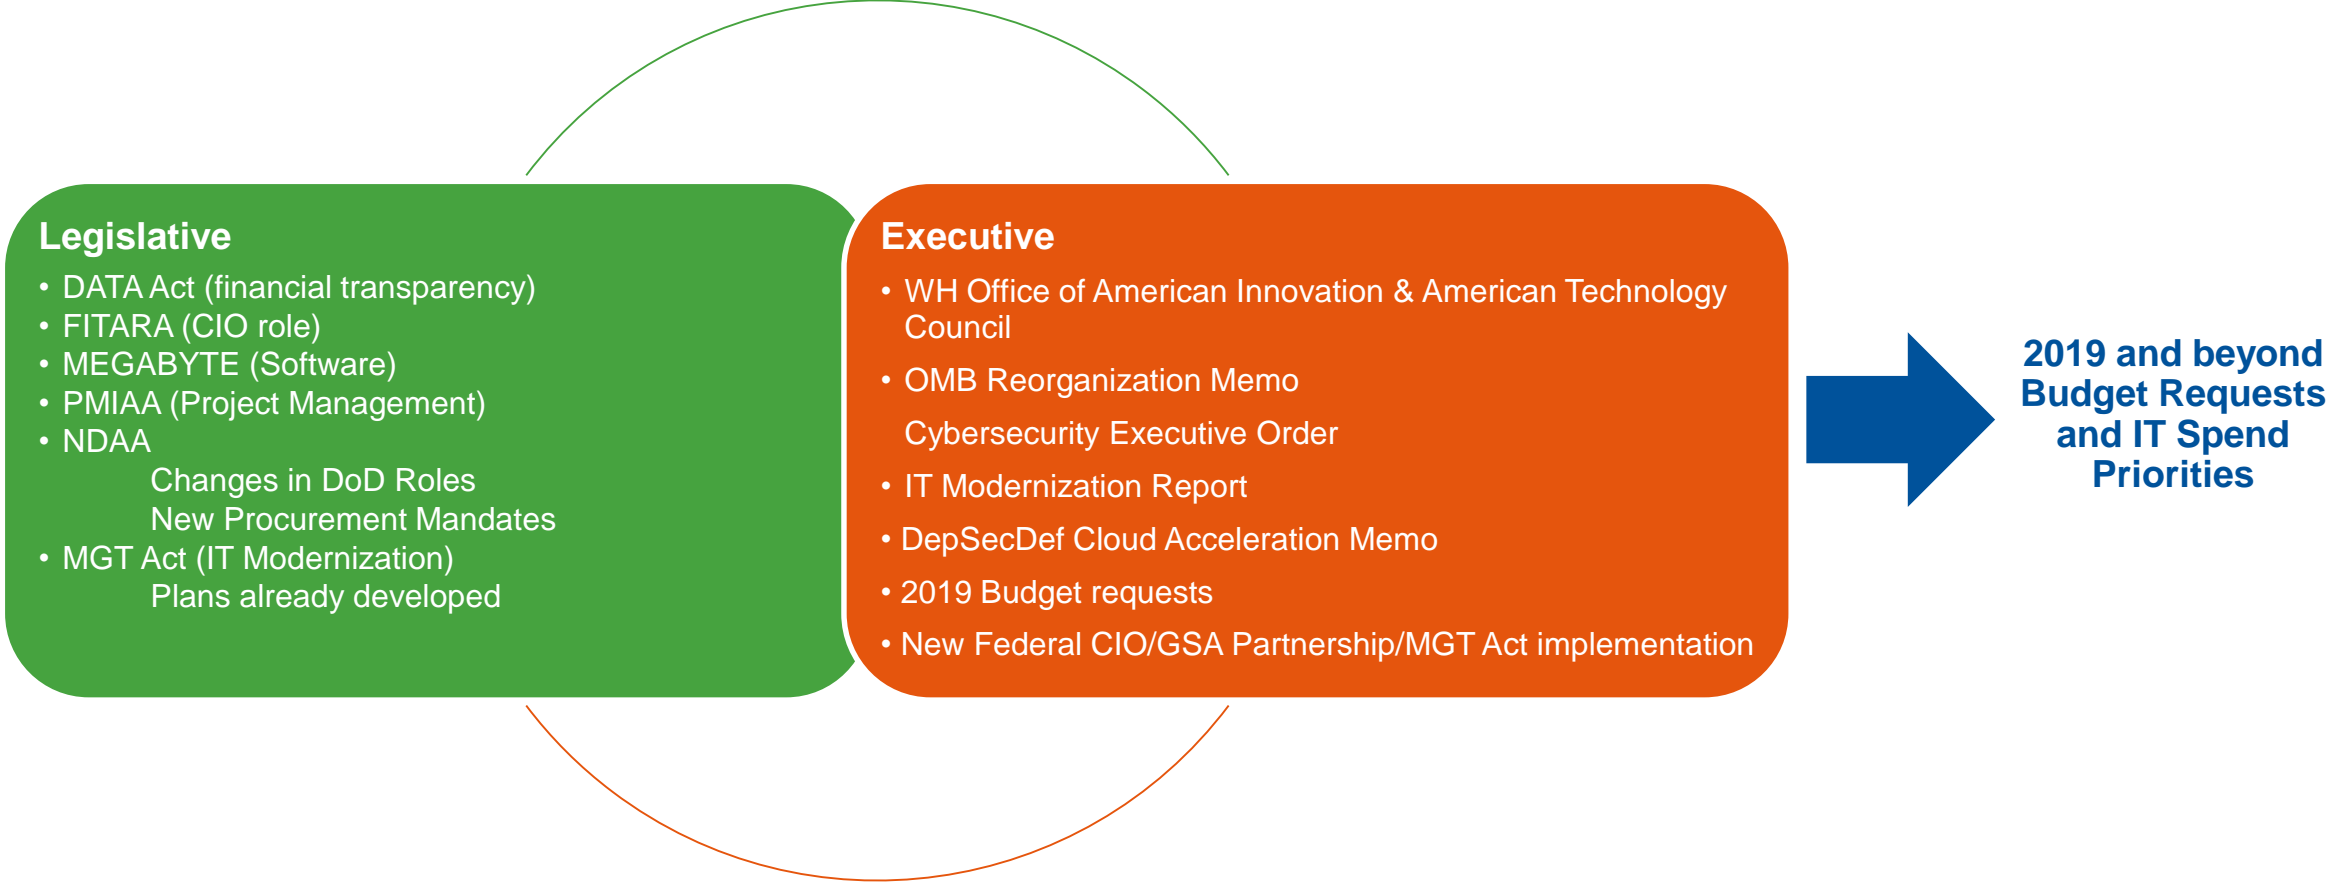 Legislative
• DATA Act (financial transparency)
• FITARA (CIO role)
• MEGABYTE (Software)
• PMIAA (Project Management)
• NDAA
Changes in DoD Roles
New Procurement Mandates
• MGT Act (IT Modernization)
Plans already developed
Executive
• WH Office of American Innovation & American Technology
Council
• OMB Reorganization Memo
Cybersecurity Executive Order
• IT Modernization Report
• DepSecDef Cloud Acceleration Memo
• 2019 Budget requests
• New Federal CIO/GSA Partnership/MGT Act implementation
2019 and beyond
Budget Requests
and IT Spend
Priorities